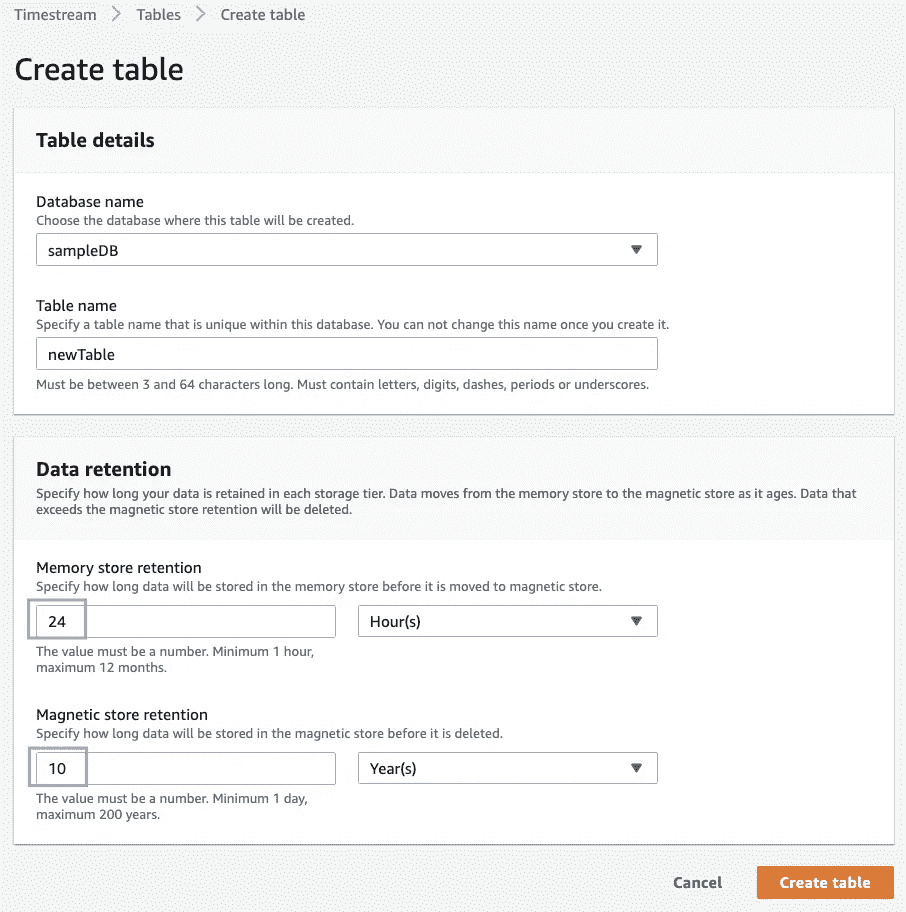 Timestream > Tables > Create table
Create table
Table details
Database name
Choose the database where this table will be created.
sampleDB
Table name
Specify a table name that is unique within this database. You can not change this name once you create it.
newTable
Must be between 3 and 64 characters long. Must contain letters, digits, dashes, periods or underscores.
Data retention
Specify how long your data is retained in each storage tier. Data moves from the memory store to the magnetic store as it ages. Data that
exceeds the magnetic store retention will be deleted.
Memory store retention
Specify how long data will be stored in the memory store before it is moved to magnetic store.
24 Hour(s)
The value must be a number. Minimum 1 hour,
maximum 12 months.
Magnetic store retention
Specify how long data will be stored in the magnetic store before it is deleted.
10 Year(s)
The value must be a number. Minimum 1 day,
maximum 200 years.
Cancel Create table